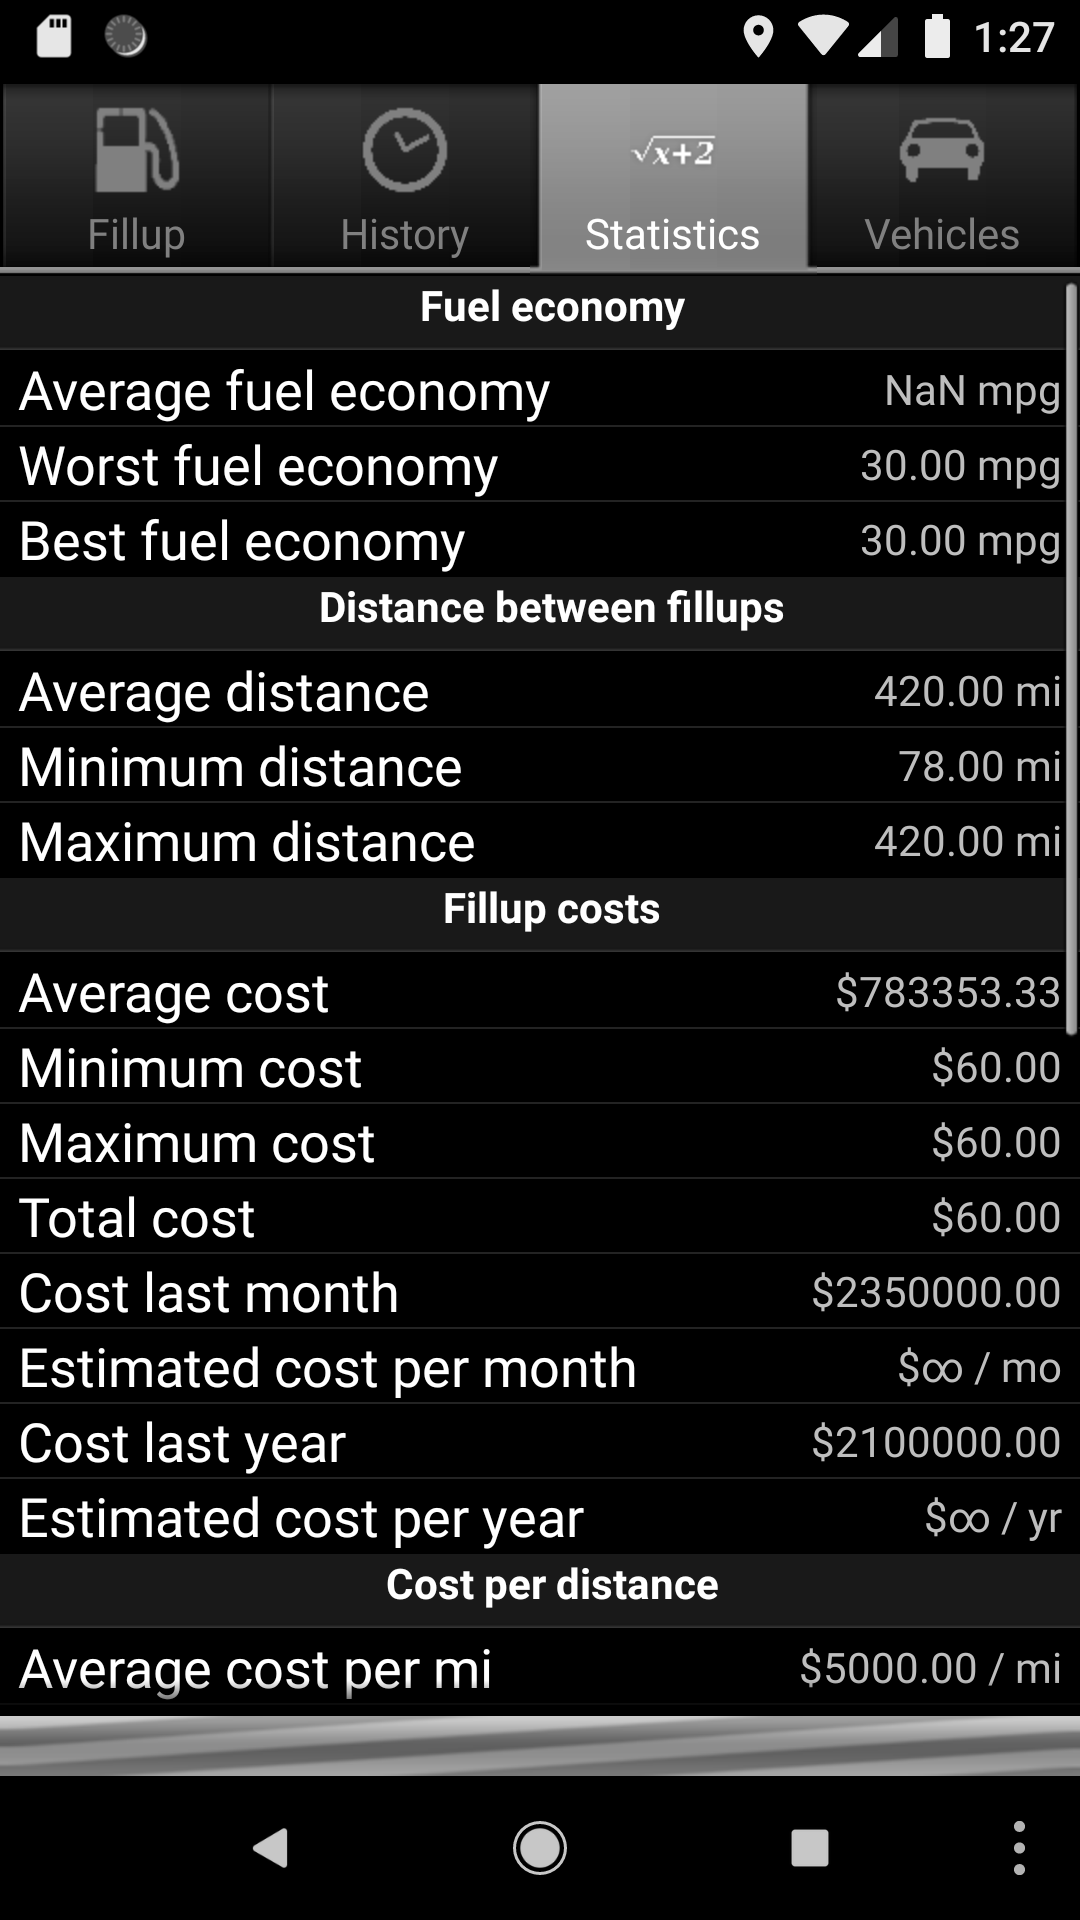 1:27
√x+2
Fillup
History
Statistics
Vehicles
Fuel economy
Average fuel economy NaN mpg
Worst fuel economy 30.00 mpg
Best fuel economy 30.00 mpg
Distance between fillups
Average distance 420.00 mi
Minimum distance 78.00 mi
Maximum distance 420.00 mi
Fillup costs
Average cost $783353.33
Minimum cost $60.00
Maximum cost $60.00
Total cost $60.00
Cost last month $2350000.00
Estimated cost per month $∞ / mo
Cost last year $2100000.00
Estimated cost per year $∞ / yr
Cost per distance
Average cost per mi $5000.00 / mi